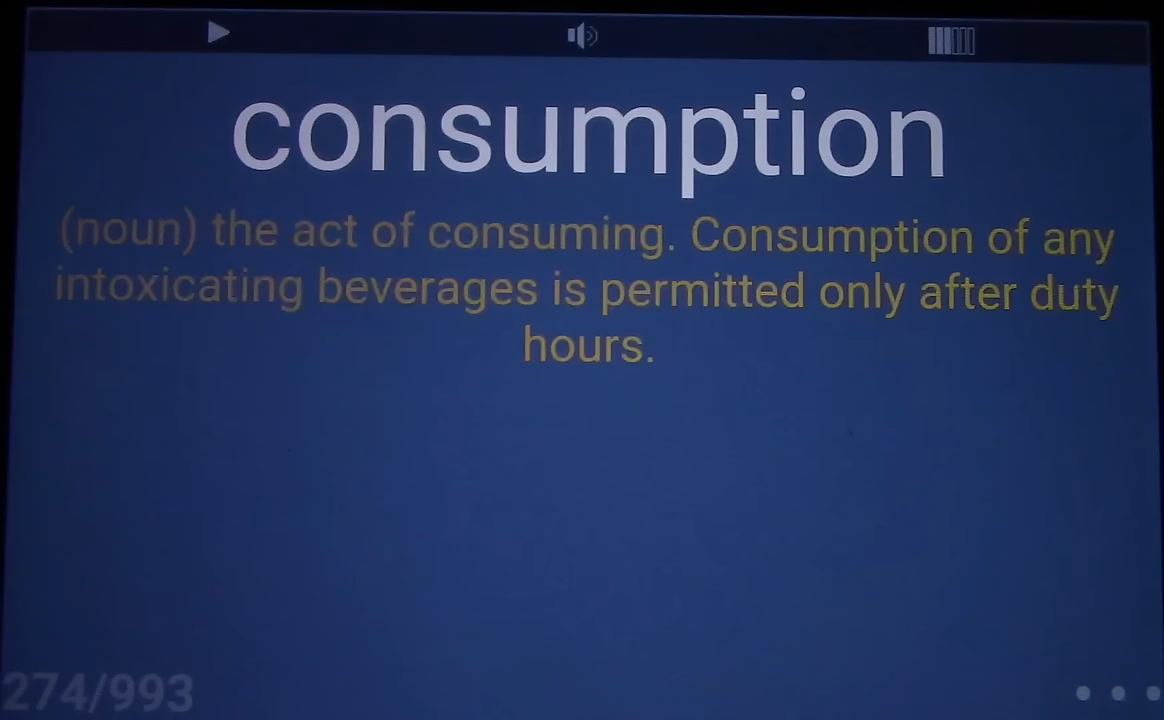 consumption
(noun) the act of consuming. Consumption of any
intoxicating beverages is permitted only after duty
hours.
274/993